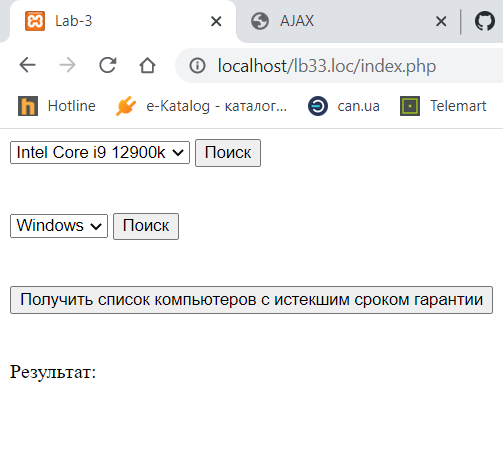 Lab-3
AJAX
localhost/lb33.loc/index.php
Hotline e-Katalog - каталог... can.ua Telemart
Intel Core i9 12900k Поиск
Windows Поиск
Получить список компьютеров с истекшим сроком гарантии
Результат: